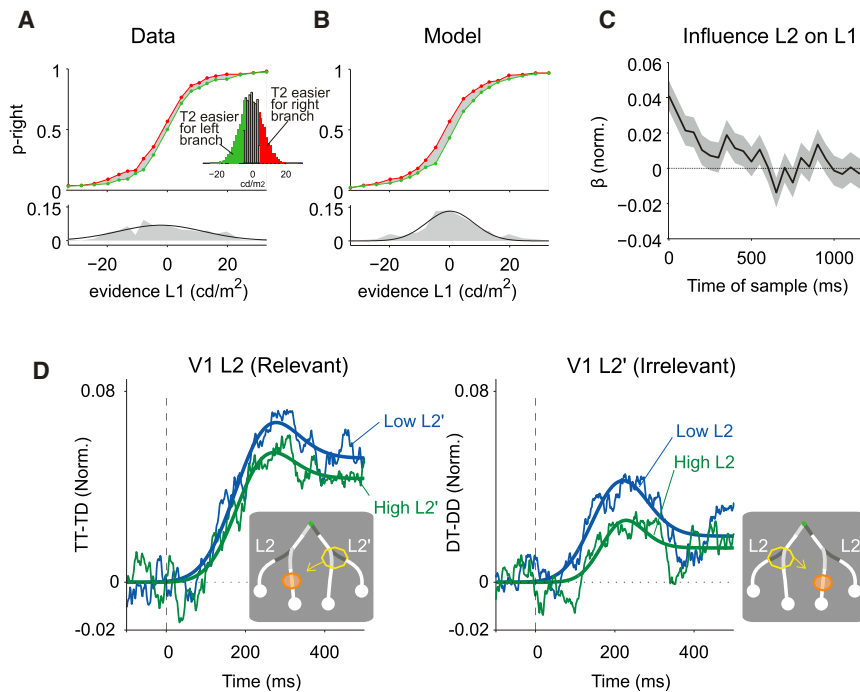 A
Data
B
Model
C
Influence L2 on L1
p-right
1
0.5
0
T2 easier
for left
branch
T2 easier
for right
branch
−20
0
20
cd/m2
0.15
0
−20
0
20
evidence L1 (cd/m²)
1
0.5
0
0.15
0
−20
0
20
evidence L1 (cd/m²)
β (norm.)
0.06
0.04
0.02
0
−0.02
−0.04
0
500
1000
Time of sample (ms)
D
V1 L2 (Relevant)
TT-TD (Norm.)
0.08
0
-0.02
Low L2'
High L2'
L2
L2'
0
200
400
Time (ms)
V1 L2' (Irrelevant)
DT-DD (Norm.)
0.08
0
-0.02
Low L2
High L2
L2
L2'
0
200
400
Time (ms)